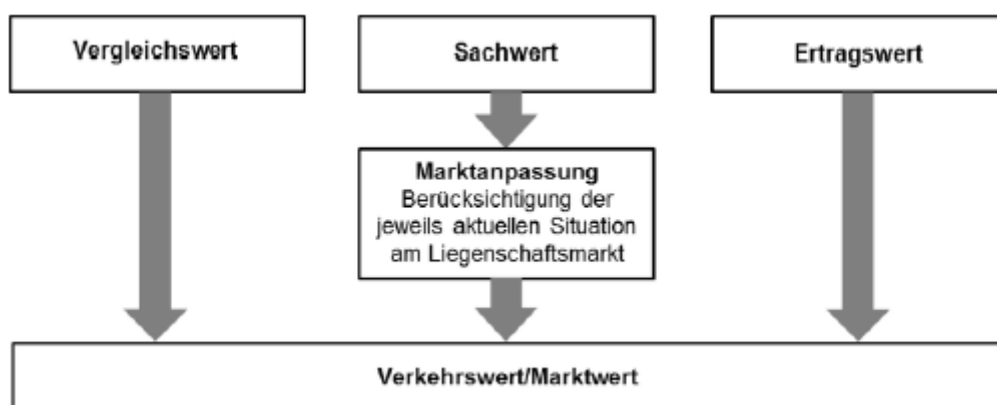 Vergleichswert
Sachwert
Ertragswert
Marktanpassung
Berücksichtigung der
jeweils aktuellen Situation
am Liegenschaftsmarkt
Verkehrswert/Marktwert